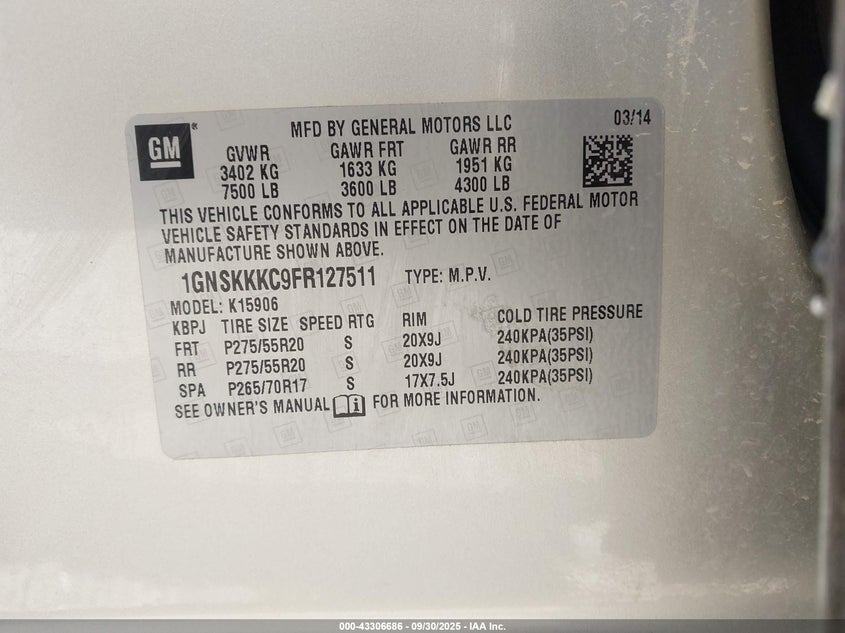 GM
MFD BY GENERAL MOTORS LLC 03/14
GVWR GAWR FRT GAWR RR
3402 KG 1633 KG 1951 KG
7500 LB 3600 LB 4300 LB
THIS VEHICLE CONFORMS TO ALL APPLICABLE U.S. FEDERAL MOTOR
VEHICLE SAFETY STANDARDS IN EFFECT ON THE DATE OF
MANUFACTURE SHOWN ABOVE.
1GNSKKKC9FR127511 TYPE: M.P.V.
MODEL: K15906
KBPJ TIRE SIZE SPEED RTG RIM COLD TIRE PRESSURE
FRT P275/55R20 S 20X9J 240KPA(35PSI)
RR P275/55R20 S 20X9J 240KPA(35PSI)
SPA P265/70R17 S 17X7.5J 240KPA(35PSI)
SEE OWNER'S MANUAL FOR MORE INFORMATION.
000-43306686 - 09/30/2025 - IAA Inc.